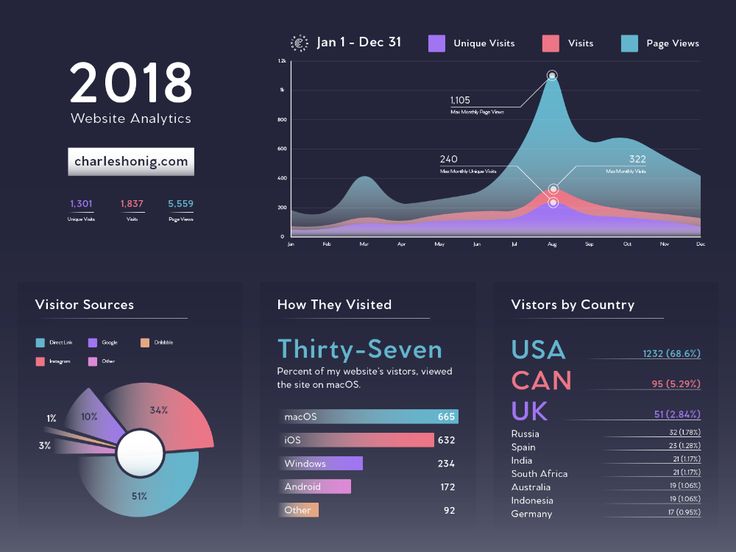 2018
Website Analytics
charleshonig.com
1,301 1,837 5,559
Unique Visits Visits Page Views
Jan 1 - Dec 31 Unique Visits Visits Page Views
1.2k
1k
800
600
400
200
0
Jan Feb Mar Apr May Jun Jul Aug Sep Oct Nov Dec
1,105
Max Monthly Page Views
240
Max Monthly Unique Visits
322
Max Monthly Visits
Visitor Sources
Direct Link Google Dribbble
Instagram Other
34%
10%
1%
3%
51%
How They Visited
Thirty-Seven
Percent of my website's vistors, viewed
the site on macOS.
macOS 665
iOS 632
Windows 234
Android 172
Other 92
Vistors by Country
USA 1232 (68.6%)
CAN 95 (5.29%)
UK 51 (2.84%)
Russia 32 (1.78%)
Spain 23 (1.28%)
India 21 (1.17%)
South Africa 21 (1.17%)
Australia 19 (1.06%)
Indonesia 19 (1.06%)
Germany 17 (0.95%)